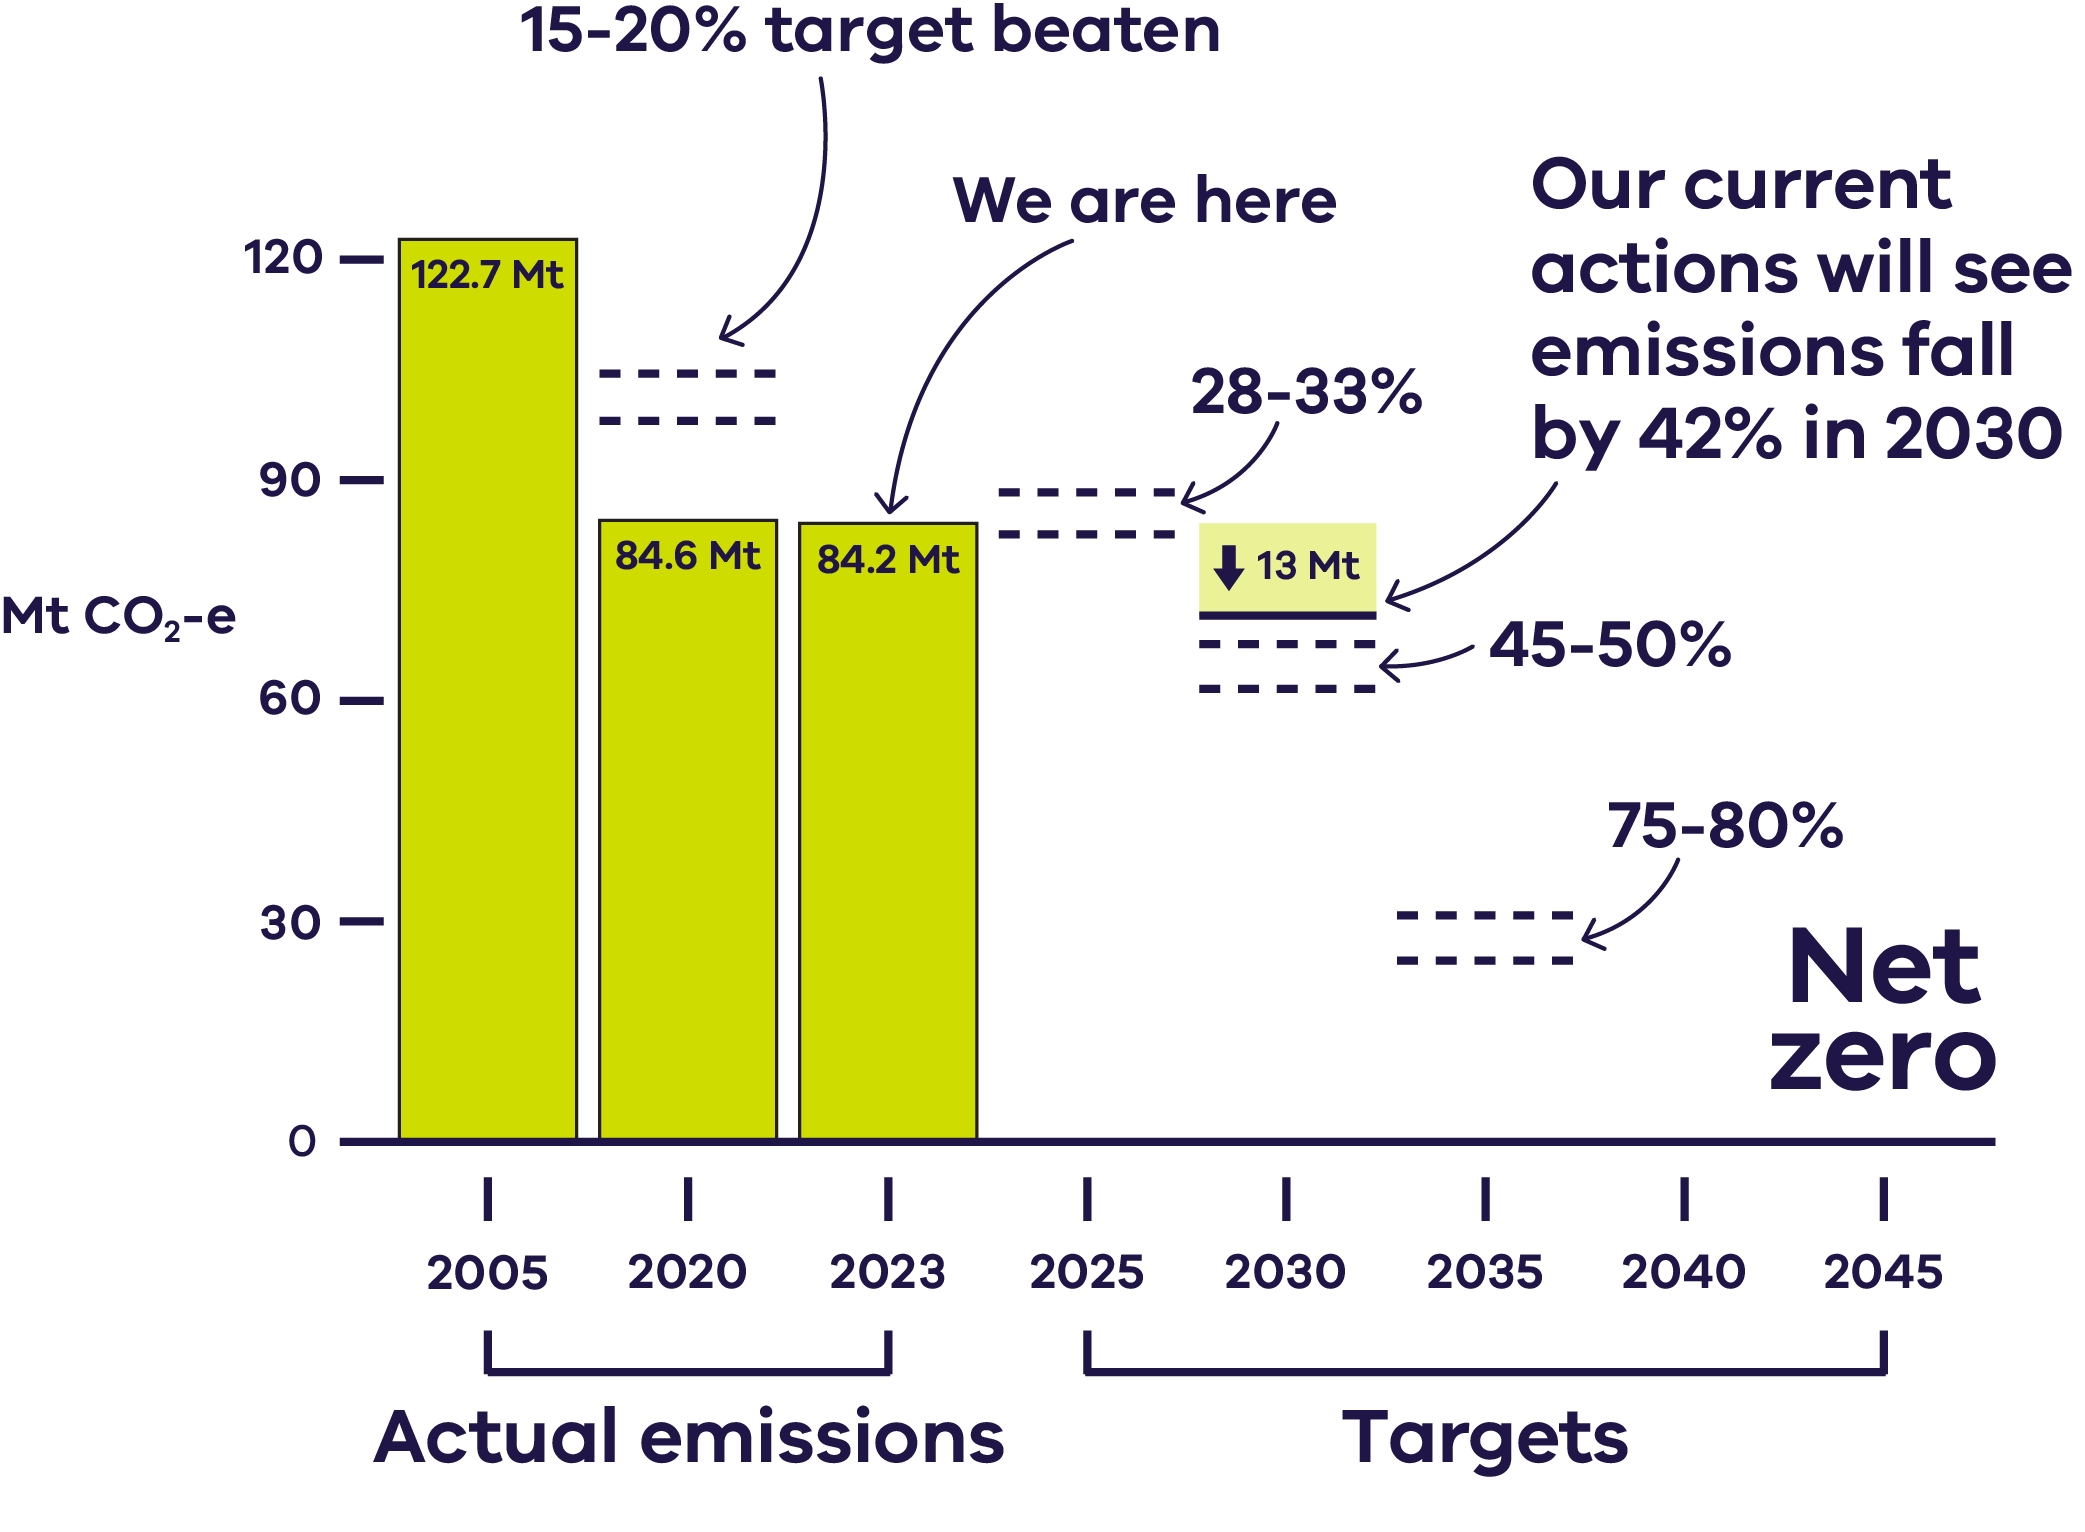 15-20% target beaten
We are here
Our current
actions will see
emissions fall
by 42% in 2030
120
122.7 Mt
28-33%
90
84.6 Mt
84.2 Mt
13 Mt
Mt CO₂-e
45-50%
60
75-80%
30
Net
zero
0
2005 2020 2023 2025 2030 2035 2040 2045
Actual emissions
Targets